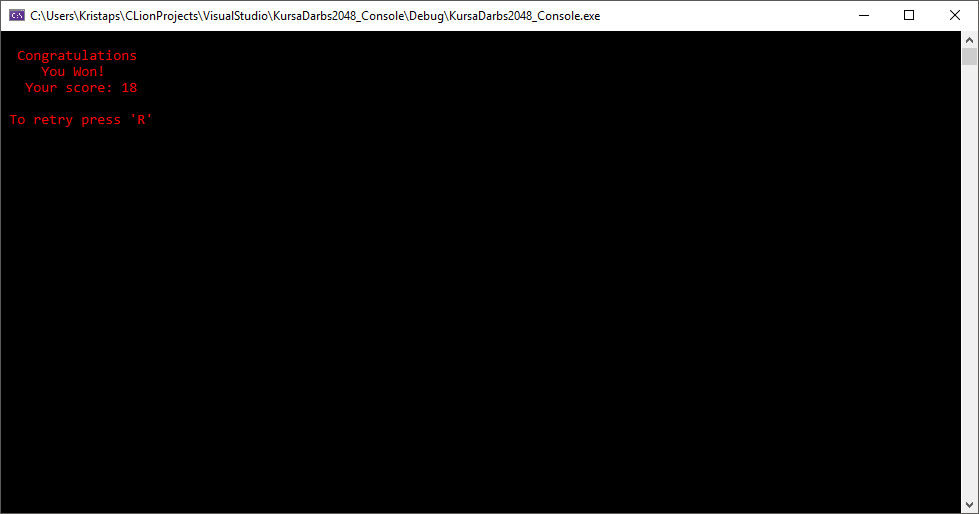 C:\Users\Kristaps\CLionProjects\VisualStudio\KursaDarbs2048_Console\Debug\KursaDarbs2048_Console.exe
Congratulations
You Won!
Your score: 18
To retry press 'R'